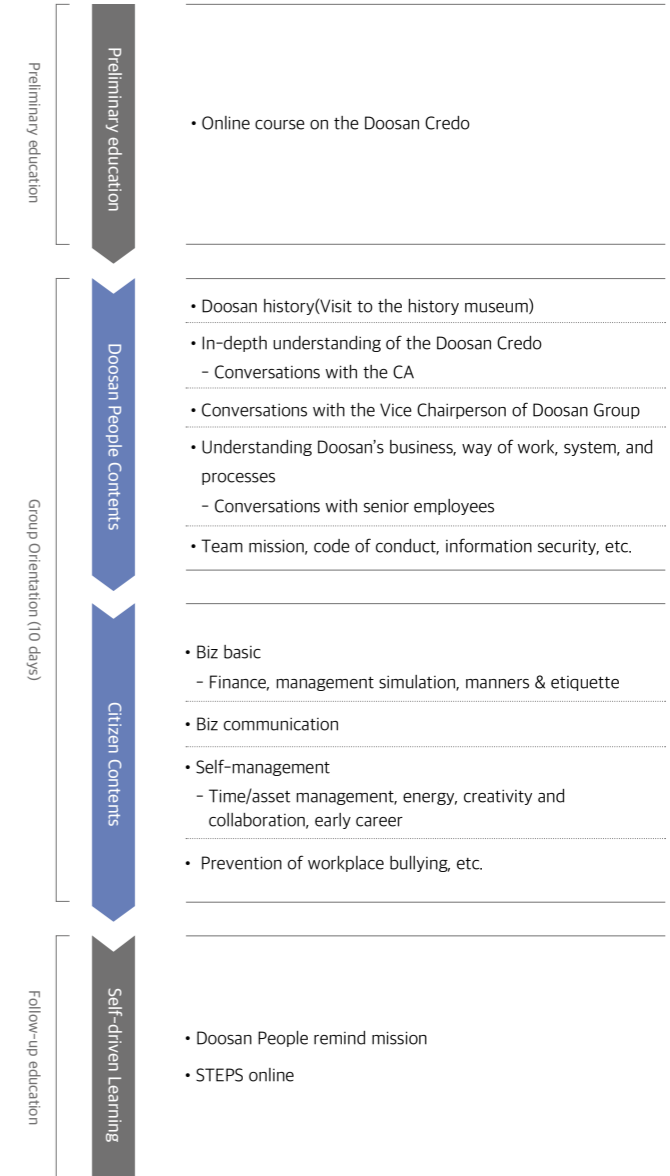 Preliminary education
Preliminary education
• Online course on the Doosan Credo
Group Orientation (10 days)
Doosan People Contents
• Doosan history(Visit to the history museum)
• In-depth understanding of the Doosan Credo
- Conversations with the CA
• Conversations with the Vice Chairperson of Doosan Group
• Understanding Doosan's business, way of work, system, and
processes
- Conversations with senior employees
• Team mission, code of conduct, information security, etc.
Citizen Contents
• Biz basic
- Finance, management simulation, manners & etiquette
• Biz communication
• Self-management
- Time/asset management, energy, creativity and
collaboration, early career
• Prevention of workplace bullying, etc.
Follow-up education
Self-driven Learning
• Doosan People remind mission
• STEPS online